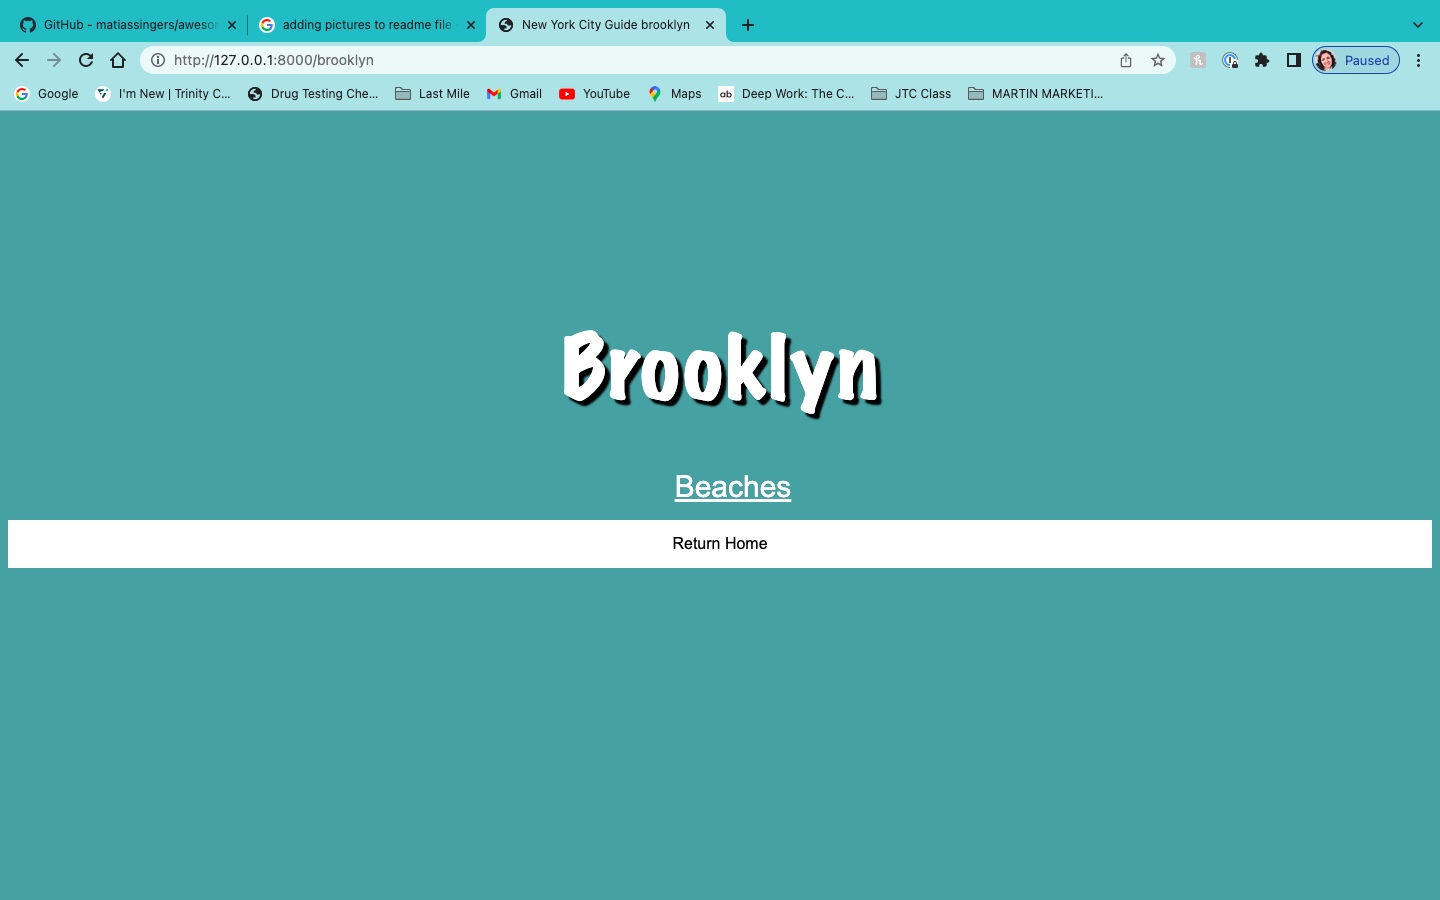 GitHub - matiassingers/aweso
adding pictures to readme file
New York City Guide brooklyn
http://127.0.0.1:8000/brooklyn
Paused
Google
I'm New | Trinity C...
Drug Testing Che...
Last Mile
Gmail
YouTube
Maps
ab
Deep Work: The C...
JTC Class
MARTIN MARKETI...
Brooklyn
Beaches
Return Home